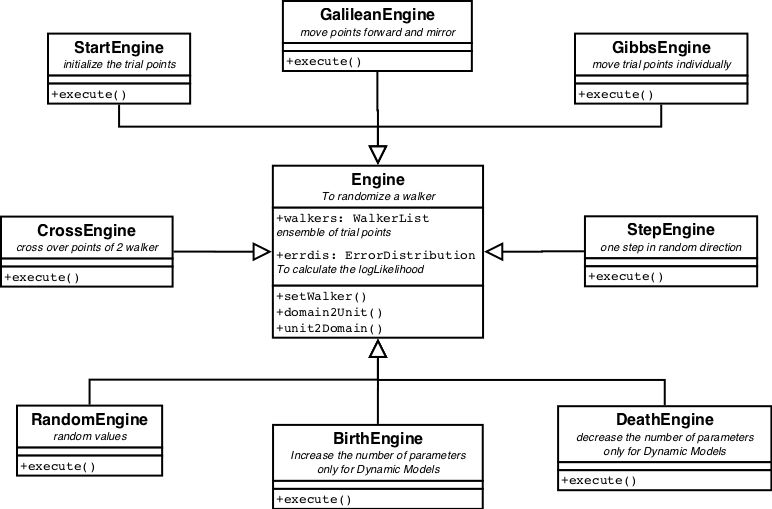 GalileanEngine
move points forward and mirror
+execute()
StartEngine
initialize the trial points
+execute()
GibbsEngine
move trial points individually
+execute()
Engine
To randomize a walker
+walkers: WalkerList
ensemble of trial points
+errdis: ErrorDistribution
To calculate the logLikelihood
+setWalker()
+domain2Unit()
+unit2Domain()
CrossEngine
cross over points of 2 walker
+execute()
StepEngine
one step in random direction
+execute()
RandomEngine
random values
+execute()
BirthEngine
Increase the number of parameters
only for Dynamic Models
+execute()
DeathEngine
decrease the number of parameters
only for Dynamic Models
+execute()